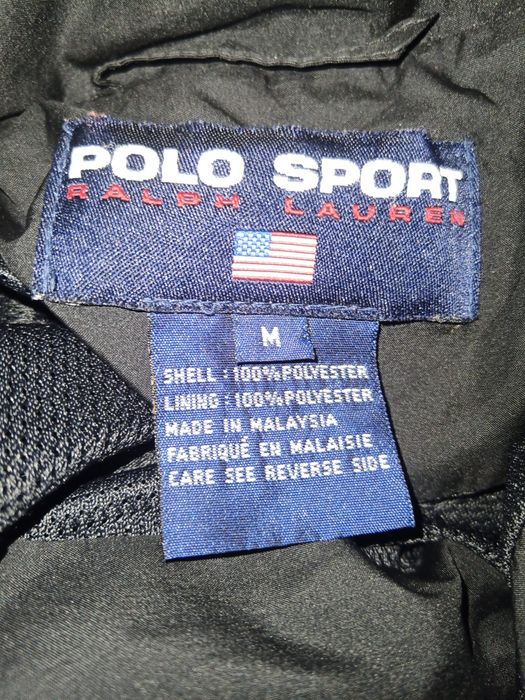 POLO SPORT
RALPH LAUREN
M
SHELL : 100% POLYESTER
LINING : 100% POLYESTER
MADE IN MALAYSIA
FABRIQUÉ EN MALAISIE
CARE SEE REVERSE SIDE